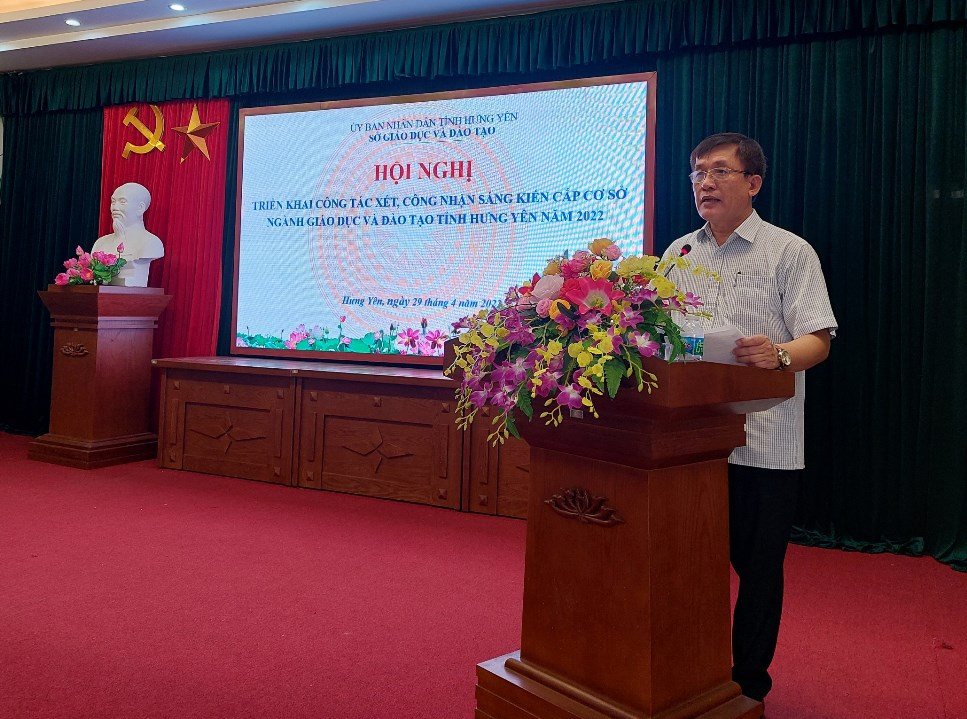 ỦY BAN NHÂN DÂN TỈNH HƯNG YÊN
SỞ GIÁO DỤC VÀ ĐÀO TẠO
HỘI NGHỊ
TRIỂN KHAI CÔNG TÁC XÉT, CÔNG NHẬN SÁNG KIẾN CẤP CƠ SỞ
NGÀNH GIÁO DỤC VÀ ĐÀO TẠO TỈNH HƯNG YÊN NĂM 2022
Hưng Yên, ngày 29 tháng 4 năm 2022